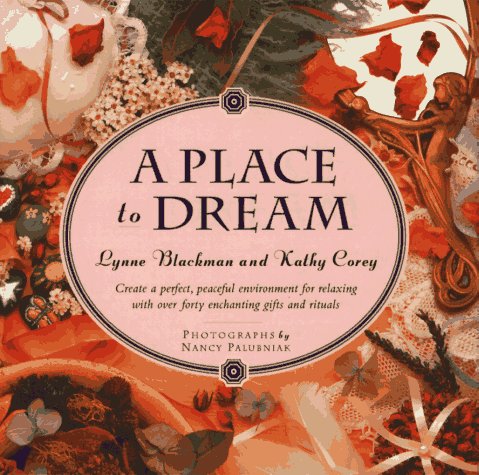 A PLACE
to DREAM
Lynne Blackman and Kathy Corey
Create a perfect, peaceful environment for relaxing
with over forty enchanting gifts and rituals
PHOTOGRAPHS by
NANCY PALUBNIAK